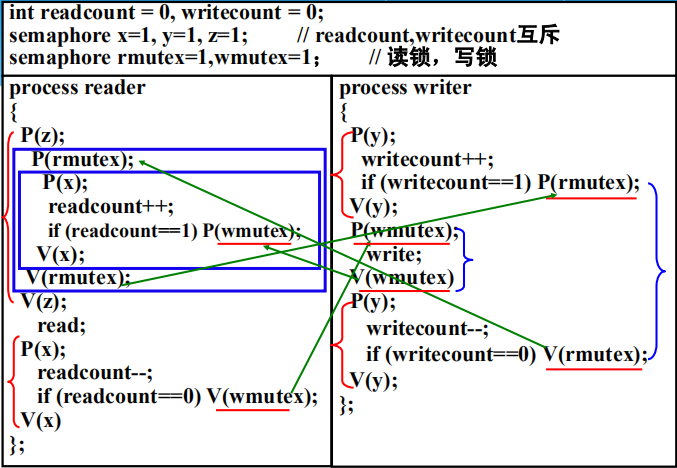 int readcount = 0, writecount = 0;
semaphore x=1, y=1, z=1; // readcount,writecount互斥
semaphore rmutex=1,wmutex=1； // 读锁，写锁
process reader
{
P(z);
P(rmutex);
P(x);
readcount++;
if (readcount==1) P(wmutex);
V(x);
V(rmutex);
V(z);
read;
P(x);
readcount--;
if (readcount==0) V(wmutex);
V(x)
};
process writer
{
P(y);
writecount++;
if (writecount==1) P(rmutex);
V(y);
P(wmutex);
write;
V(wmutex)
P(y);
writecount--;
if (writecount==0) V(rmutex);
V(y);
};